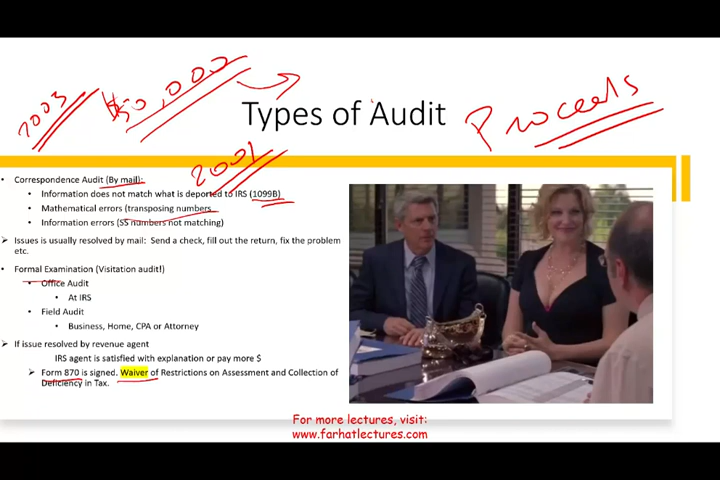 2003
$50,000
Types of Audit
Proceeds
2001
• Correspondence Audit (By mail):
• Information does not match what is deported to IRS (1099B)
• Mathematical errors (transposing numbers
• Information errors (SS numbers not matching)
➢ Issues is usually resolved by mail: Send a check, fill out the return, fix the problem
etc.
• Formal Examination (Visitation audit!)
• Office Audit
• At IRS
• Field Audit
• Business, Home, CPA or Attorney
➢ If issue resolved by revenue agent
IRS agent is satisfied with explanation or pay more $
➢ Form 870 is signed. Waiver of Restrictions on Assessment and Collection of
Deficiency in Tax.
For more lectures, visit:
www.farhatlectures.com